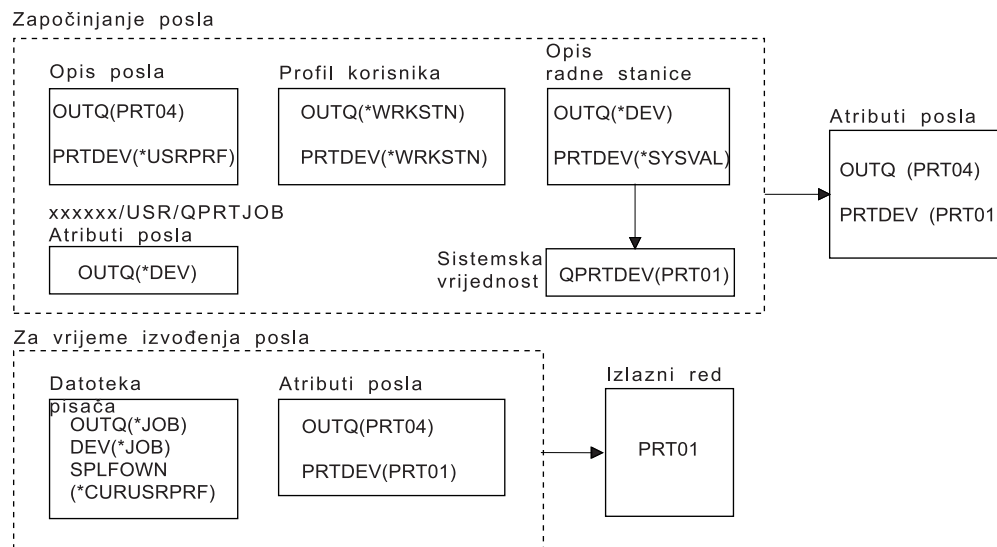 Započinjanje posla
Opis posla
OUTQ(PRT04)
PRTDEV(*USRPRF)
Profil korisnika
OUTQ(*WRKSTN)
PRTDEV(*WRKSTN)
Opis
radne stanice
OUTQ(*DEV)
PRTDEV(*SYSVAL)
Atributi posla
OUTQ (PRT04)
PRTDEV (PRT01
xxxxxx/USR/QPRTJOB
Atributi posla
OUTQ(*DEV)
Sistemska
vrijednost
QPRTDEV(PRT01)
Za vrijeme izvođenja posla
Datoteka
pisača
OUTQ(*JOB)
DEV(*JOB)
SPLFOWN
(*CURUSRPRF)
Atributi posla
OUTQ(PRT04)
PRTDEV(PRT01)
Izlazni red
PRT01